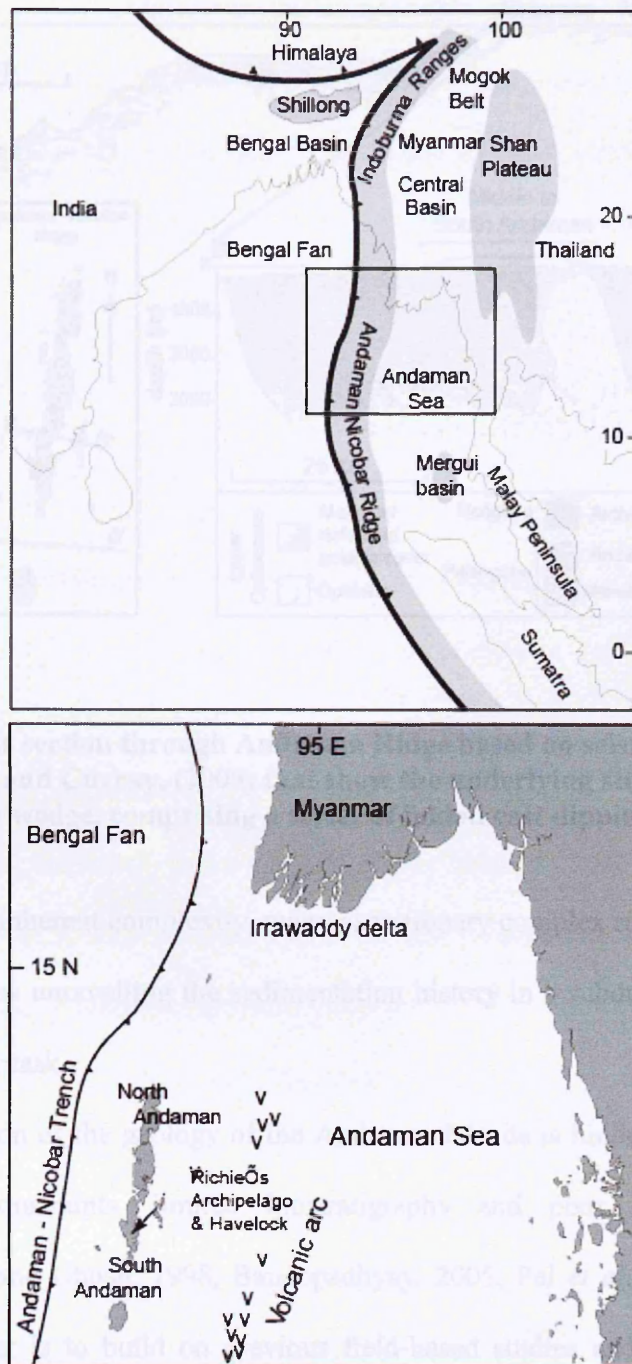 90
100
Himalaya
Shillong
Indoburma Ranges
Mogok
Belt
Bengal Basin
Myanmar
Shan
Plateau
Central
Basin
India
20
Bengal Fan
Thailand
Andaman Nicobar Ridge
Andaman
Sea
10
Mergui
basin
Malay Peninsula
Sumatra
0
95 E
Myanmar
Bengal Fan
Irrawaddy delta
15 N
Andaman - Nicobar Trench
North
Andaman
Andaman Sea
RichieÕs
Archipelago
& Havelock
Volcanic arc
South
Andaman